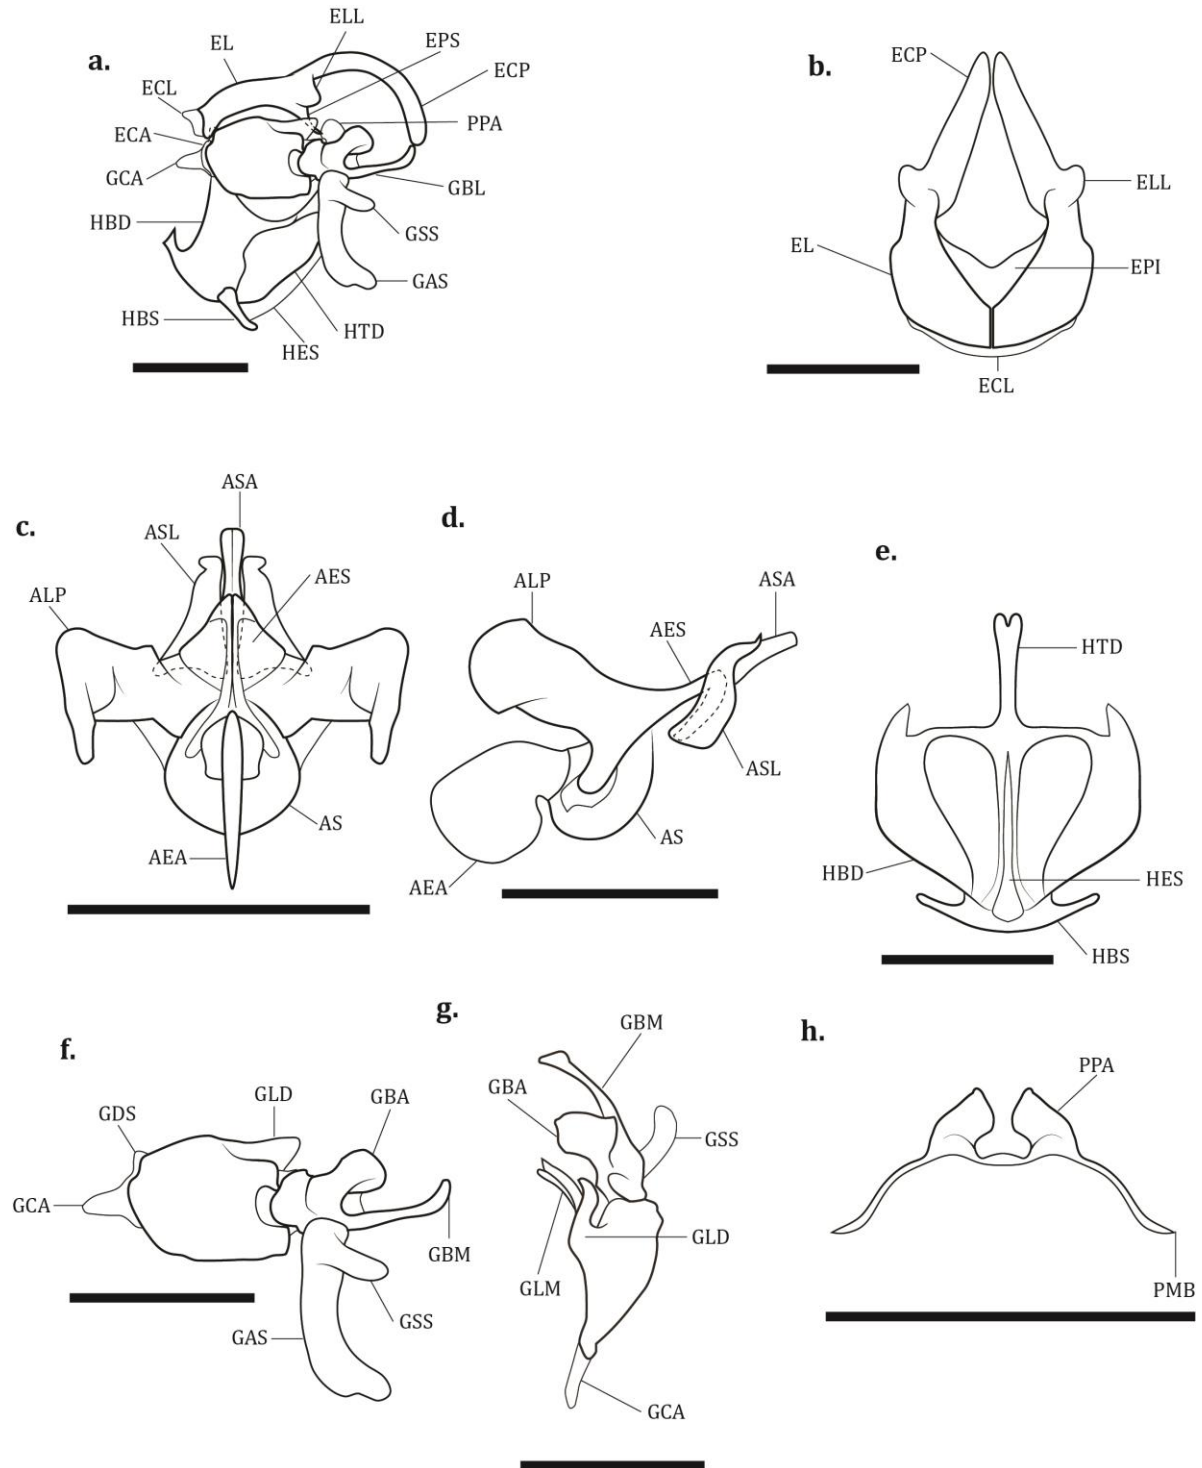 a.
ELL
EL
EPS
ECP
ECL
PPA
ECA
GCA
GBL
HBD
GSS
GAS
HBS
HTD
HES
b.
ECP
ELL
EL
EPI
ECL
c.
ASA
ASL
AES
ALP
AS
AEA
d.
ALP
ASA
AES
ASL
AS
AEA
e.
HTD
HBD
HES
HBS
f.
GLD
GBA
GDS
GCA
GBM
GSS
GAS
g.
GBM
GBA
GSS
GLD
GLM
GCA
h.
PPA
PMB